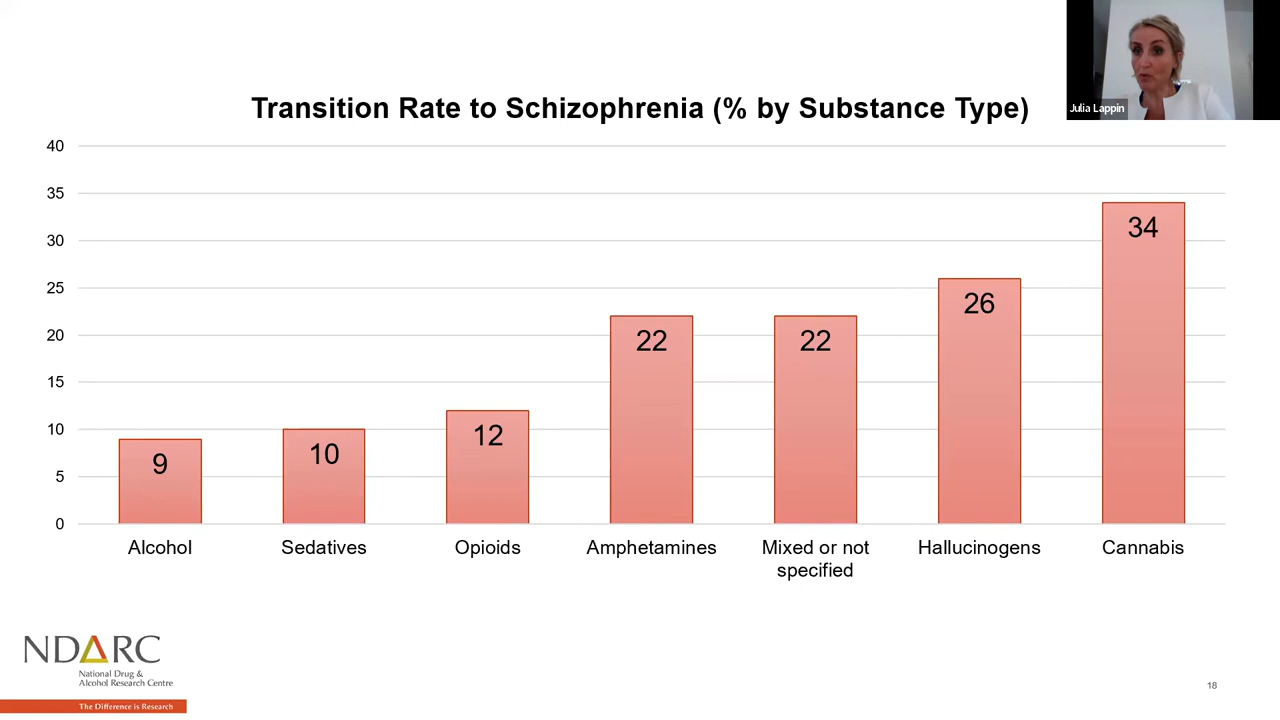 Julia Lappin
Transition Rate to Schizophrenia (% by Substance Type)
40
35
30
25
20
15
10
5
0
9
10
12
22
22
26
34
Alcohol
Sedatives
Opioids
Amphetamines
Mixed or not
specified
Hallucinogens
Cannabis
NDARC
National Drug &
Alcohol Research Centre
The Difference is Research
18